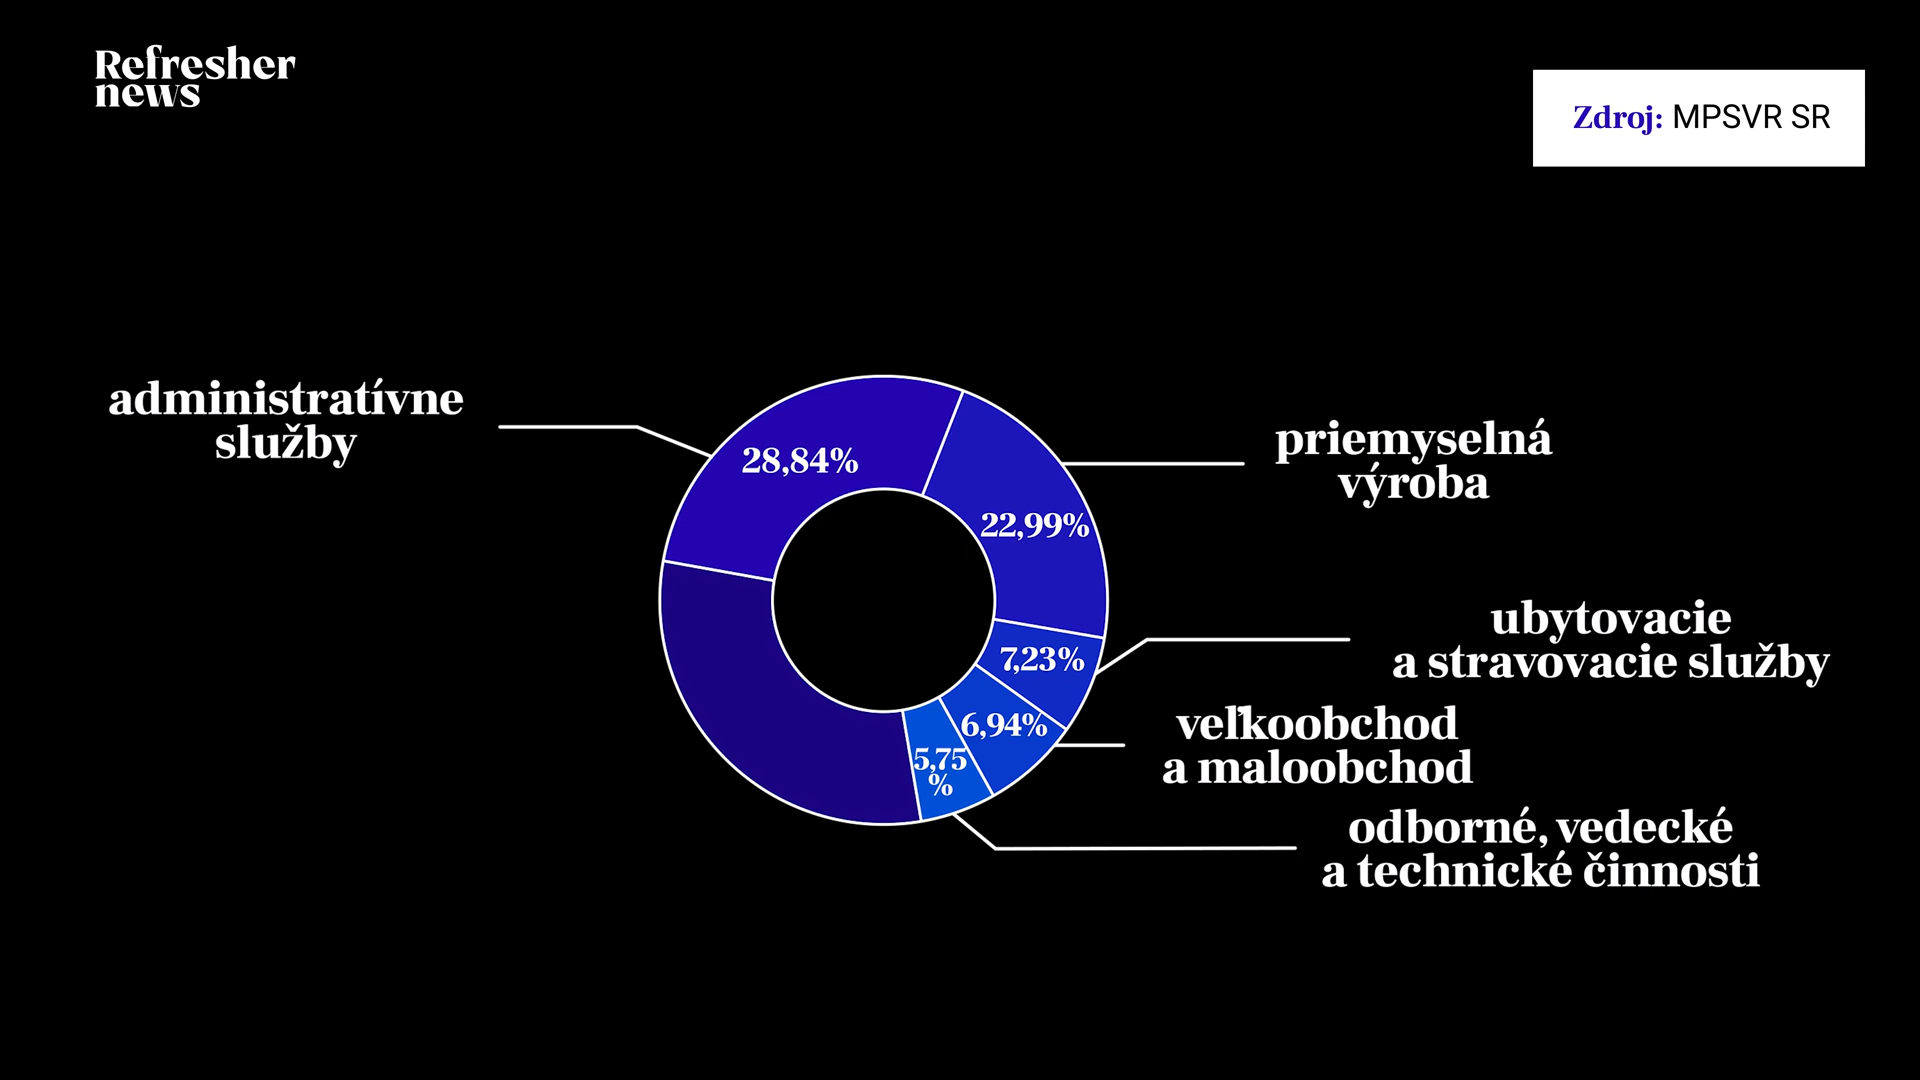 Refresher
news
Zdroj: MPSVR SR
administratívne
služby
28,84%
priemyselná
výroba
22,99%
ubytovacie
a stravovacie služby
7,23%
veľkoobchod
a maloobchod
6,94%
odborné, vedecké
a technické činnosti
5,75
%